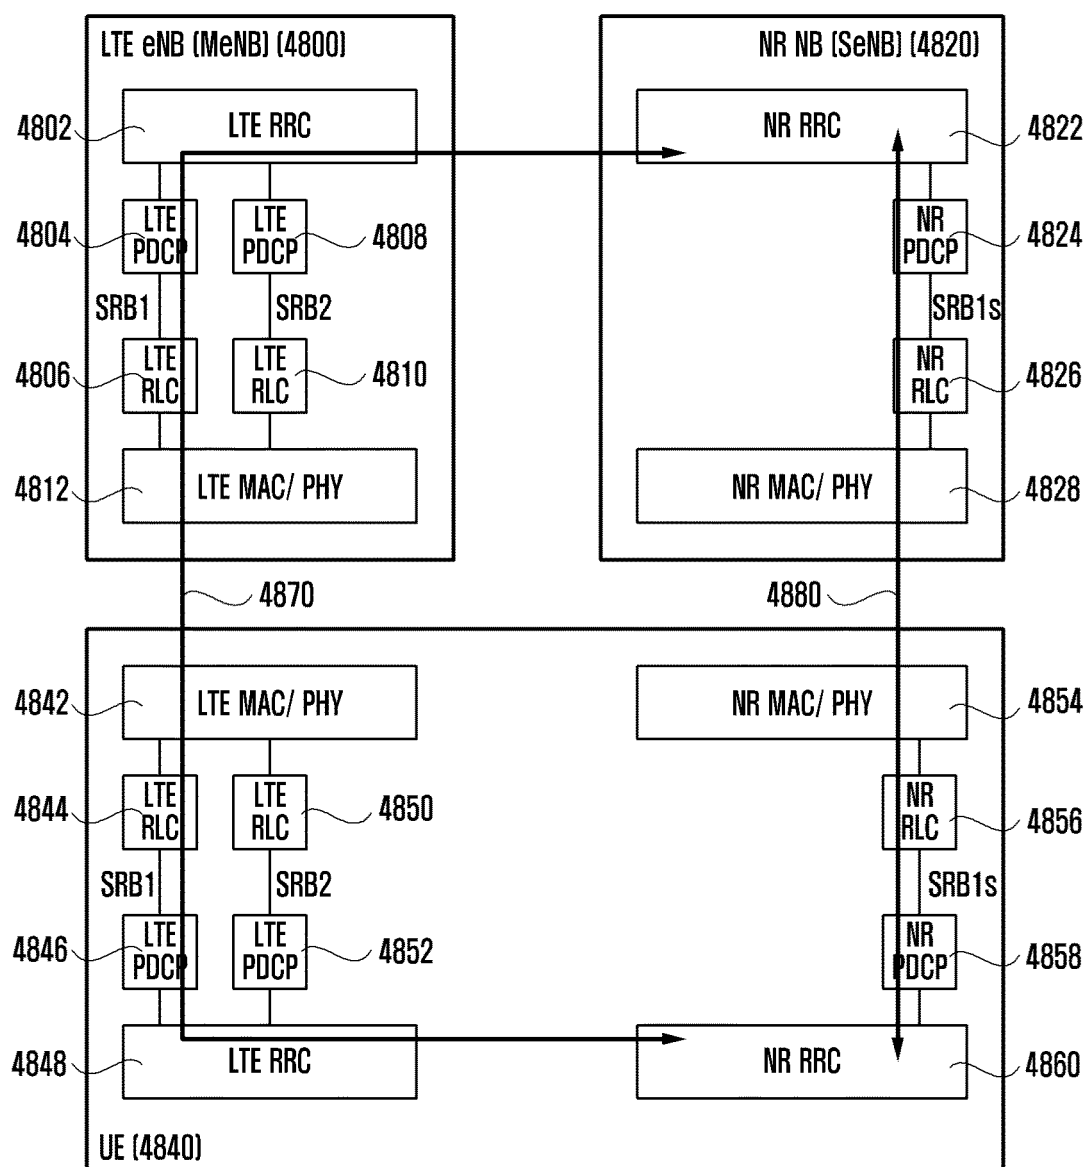 LTE eNB (MeNB) (4800)
NR NB (SeNB) (4820)
4802
LTE RRC
NR RRC
4822
4804
LTE
PDCP
LTE
PDCP
4808
NR
PDCP
4824
SRB1
SRB2
SRB1s
4806
LTE
RLC
LTE
RLC
4810
NR
RLC
4826
4812
LTE MAC/ PHY
NR MAC/ PHY
4828
4870
4880
4842
LTE MAC/ PHY
NR MAC/ PHY
4854
4844
LTE
RLC
LTE
RLC
4850
NR
RLC
4856
SRB1
SRB2
SRB1s
4846
LTE
PDCP
LTE
PDCP
4852
NR
PDCP
4858
4848
LTE RRC
NR RRC
4860
UE (4840)